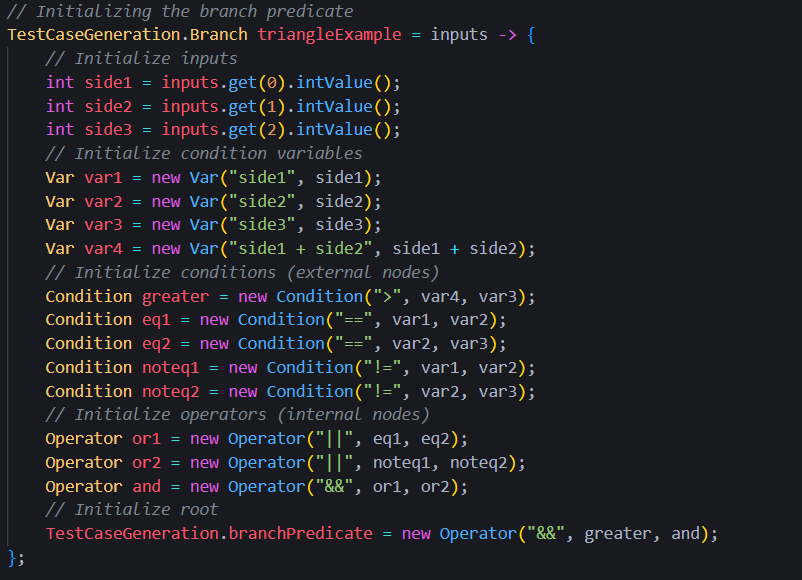 // Initializing the branch predicate
TestCaseGeneration.Branch triangleExample = inputs -> {
    // Initialize inputs
    int side1 = inputs.get(0).intValue();
    int side2 = inputs.get(1).intValue();
    int side3 = inputs.get(2).intValue();
    // Initialize condition variables
    Var var1 = new Var("side1", side1);
    Var var2 = new Var("side2", side2);
    Var var3 = new Var("side3", side3);
    Var var4 = new Var("side1 + side2", side1 + side2);
    // Initialize conditions (external nodes)
    Condition greater = new Condition(">", var4, var3);
    Condition eq1 = new Condition("==", var1, var2);
    Condition eq2 = new Condition("==", var2, var3);
    Condition noteq1 = new Condition("!=", var1, var2);
    Condition noteq2 = new Condition("!=", var2, var3);
    // Initialize operators (internal nodes)
    Operator or1 = new Operator("||", eq1, eq2);
    Operator or2 = new Operator("||", noteq1, noteq2);
    Operator and = new Operator("&&", or1, or2);
    // Initialize root
    TestCaseGeneration.branchPredicate = new Operator("&&", greater, and);
};